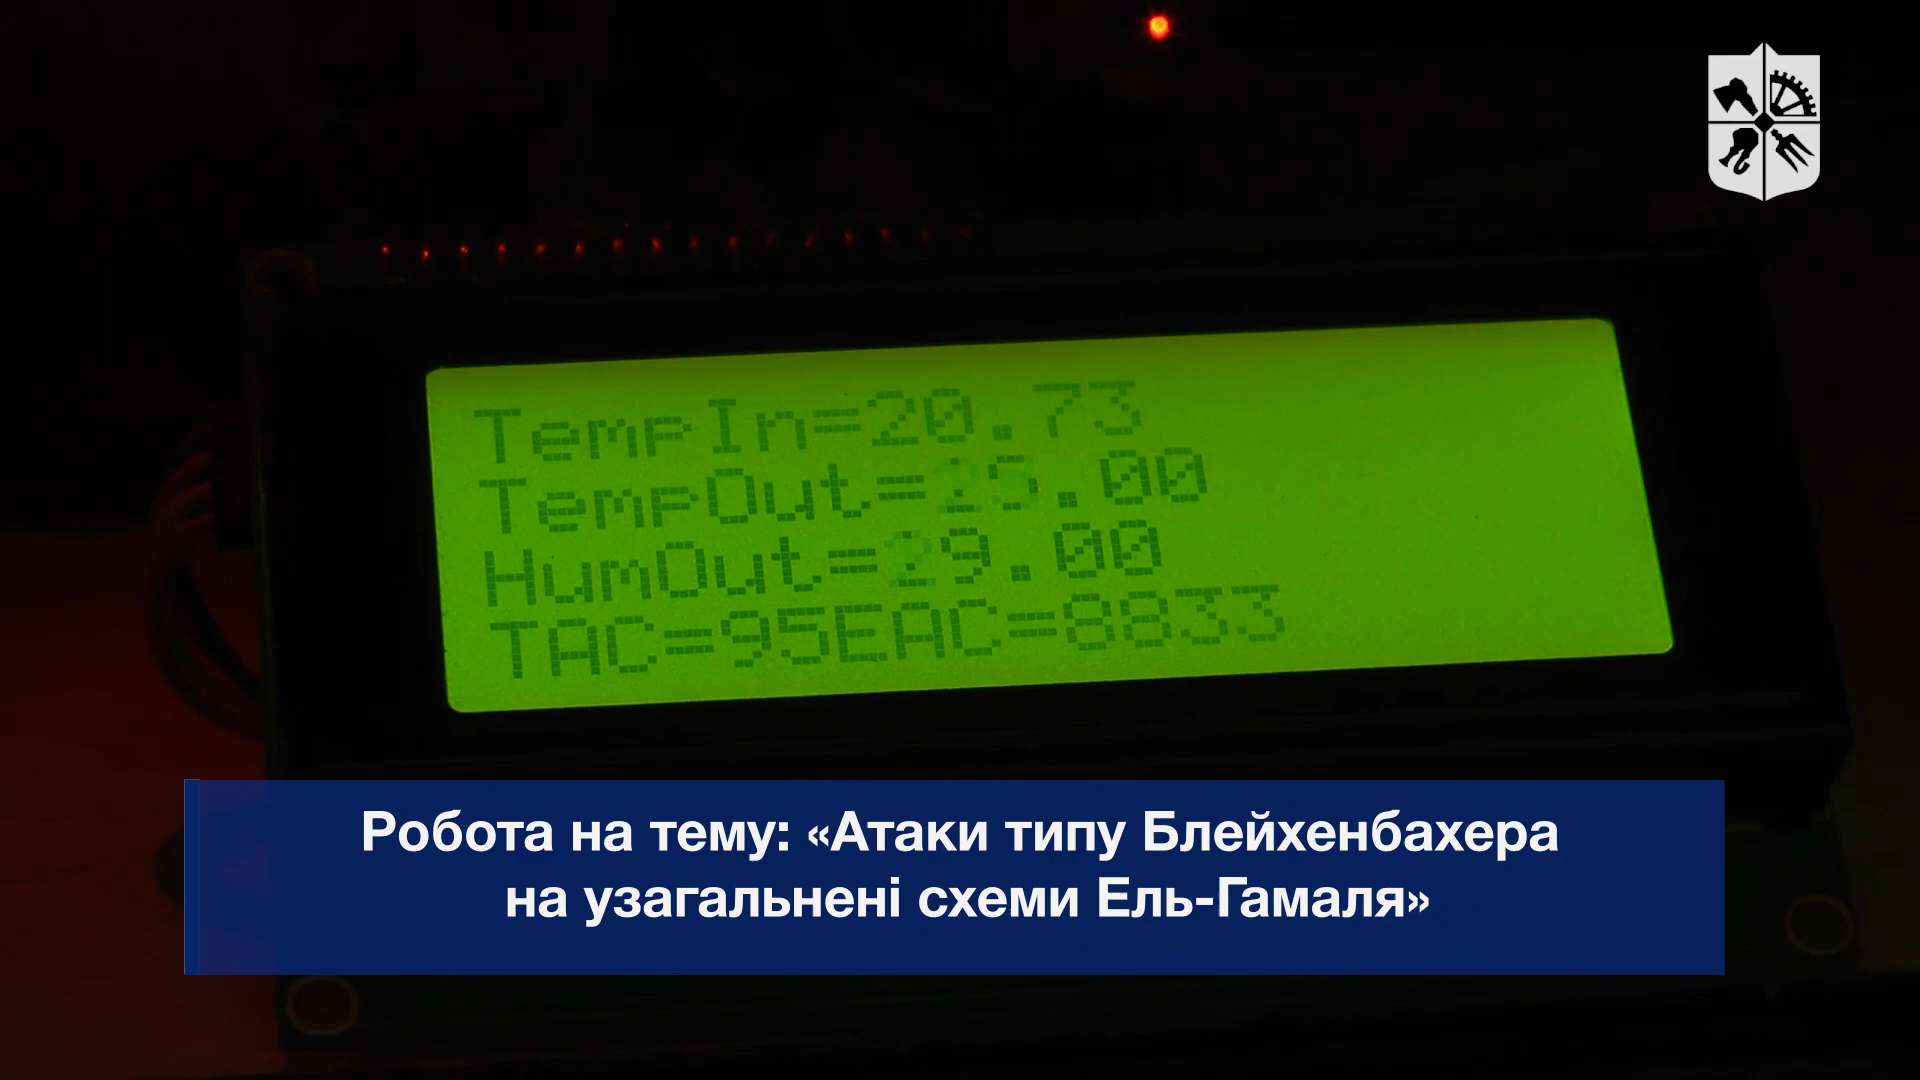 TempIn=20.73
TempOut=25.00
HumOut=29.00
TAC=95EAC=8833
Робота на тему: «Атаки типу Блейхенбахера
на узагальнені схеми Ель-Гамаля»